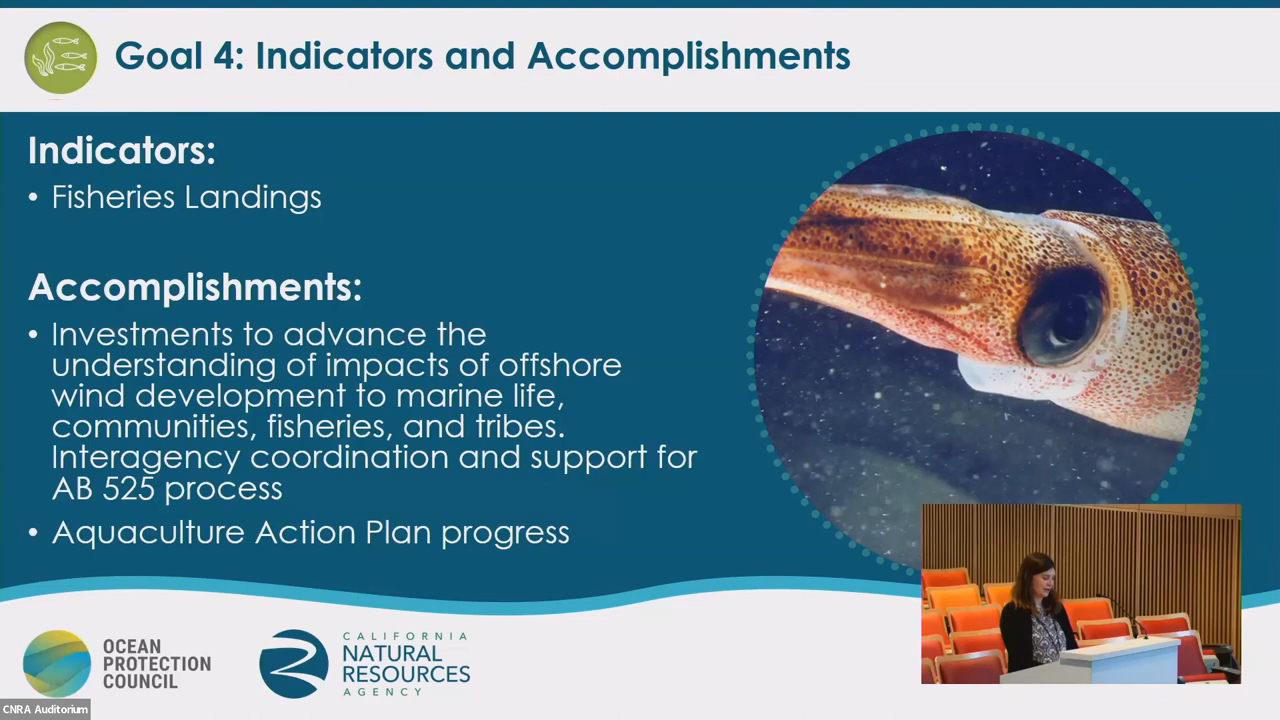 Goal 4: Indicators and Accomplishments
Indicators:
• Fisheries Landings
Accomplishments:
• Investments to advance the
understanding of impacts of offshore
wind development to marine life,
communities, fisheries, and tribes.
Interagency coordination and support for
AB 525 process
• Aquaculture Action Plan progress
OCEAN
PROTECTION
COUNCIL
CALIFORNIA
NATURAL
RESOURCES
AGENCY
CNRA Auditorium